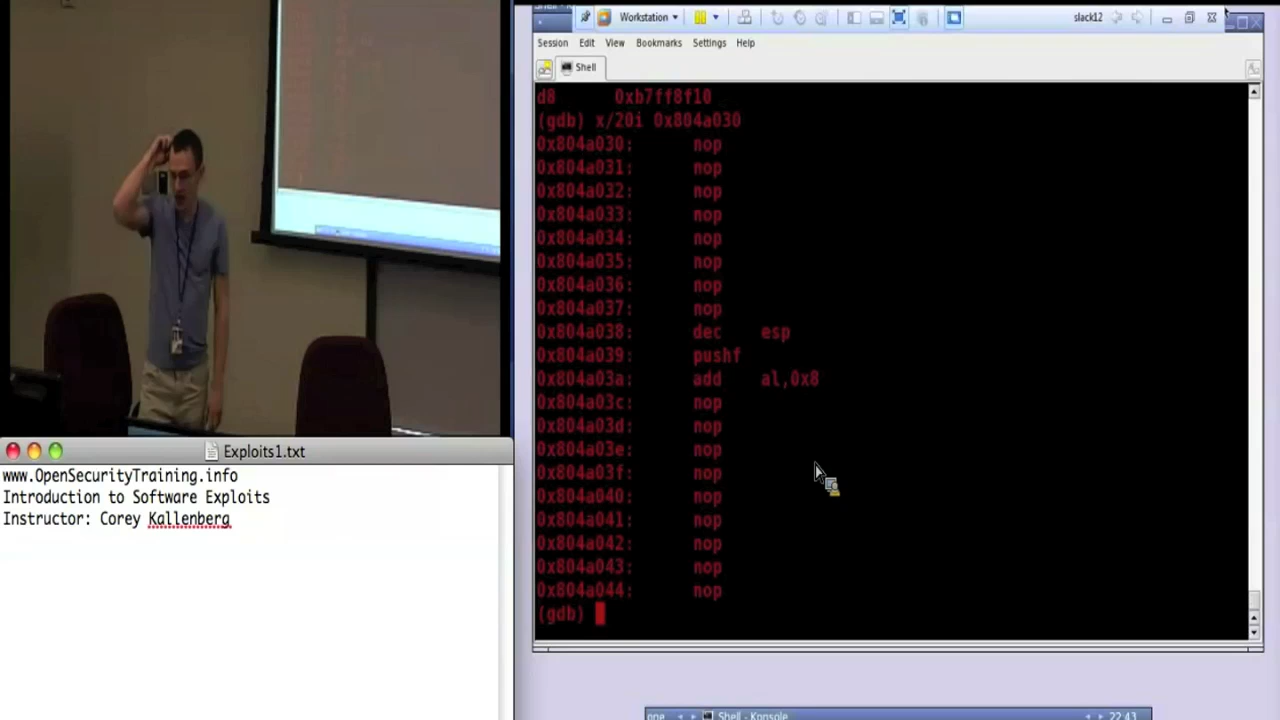 Shell -
Workstation
slack12
Session Edit View Bookmarks Settings Help
Shell
d8 0xb7ff8f10
(gdb) x/20i 0x804a030
0x804a030: nop
0x804a031: nop
0x804a032: nop
0x804a033: nop
0x804a034: nop
0x804a035: nop
0x804a036: nop
0x804a037: nop
0x804a038: dec esp
0x804a039: pushf
0x804a03a: add al,0x8
0x804a03c: nop
0x804a03d: nop
0x804a03e: nop
0x804a03f: nop
0x804a040: nop
0x804a041: nop
0x804a042: nop
0x804a043: nop
0x804a044: nop
(gdb)
Exploits1.txt
www.OpenSecurityTraining.info
Introduction to Software Exploits
Instructor: Corey Kallenberg
Shell - Konsole
22:43